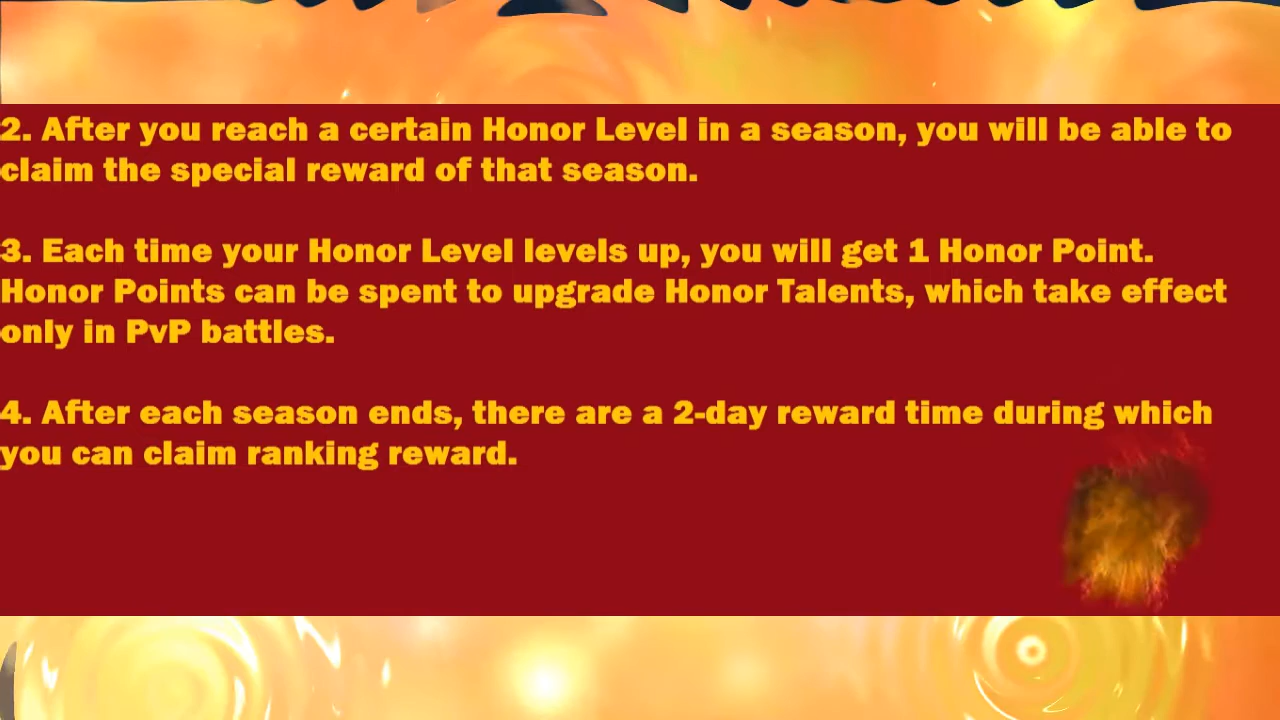 2. After you reach a certain Honor Level in a season, you will be able to
claim the special reward of that season.
3. Each time your Honor Level levels up, you will get 1 Honor Point.
Honor Points can be spent to upgrade Honor Talents, which take effect
only in PvP battles.
4. After each season ends, there are a 2-day reward time during which
you can claim ranking reward.